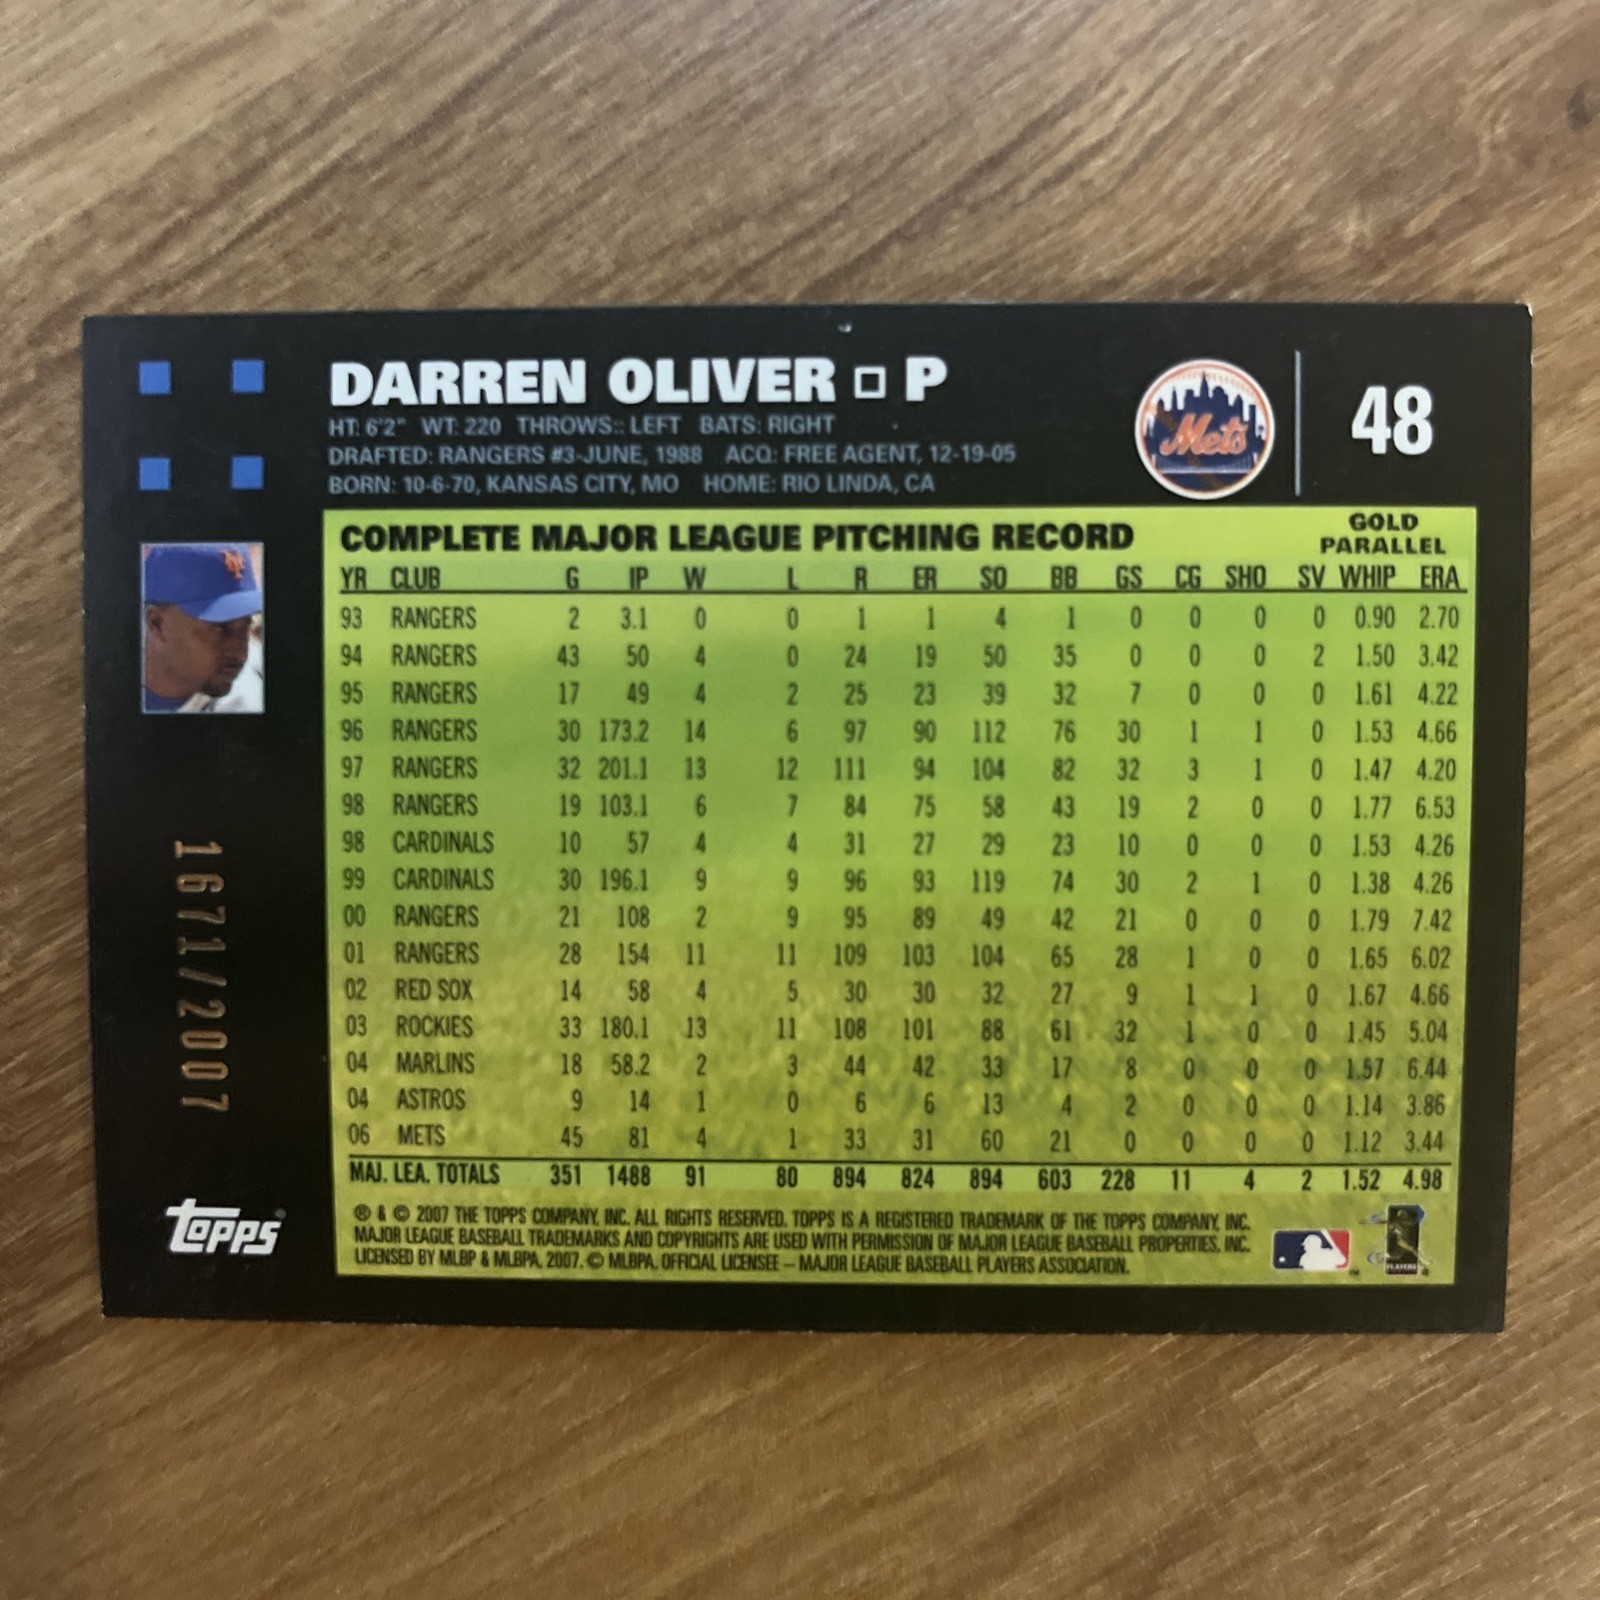 DARREN OLIVER □ P
HT: 6'2" WT: 220 THROWS:: LEFT BATS: RIGHT
DRAFTED: RANGERS #3-JUNE, 1988 ACQ: FREE AGENT, 12-19-05
BORN: 10-6-70, KANSAS CITY, MO HOME: RIO LINDA, CA
Mets
48
COMPLETE MAJOR LEAGUE PITCHING RECORD
GOLD
PARALLEL
YR CLUB G IP W L R ER SO BB GS CG SHO SV WHIP ERA
93 RANGERS 2 3.1 0 0 1 1 4 1 0 0 0 0 0.90 2.70
94 RANGERS 43 50 4 0 24 19 50 35 0 0 0 2 1.50 3.42
95 RANGERS 17 49 4 2 25 23 39 32 7 0 0 0 1.61 4.22
96 RANGERS 30 173.2 14 6 97 90 112 76 30 1 1 0 1.53 4.66
97 RANGERS 32 201.1 13 12 111 94 104 82 32 3 1 0 1.47 4.20
98 RANGERS 19 103.1 6 7 84 75 58 43 19 2 0 0 1.77 6.53
98 CARDINALS 10 57 4 4 31 27 29 23 10 0 0 0 1.53 4.26
99 CARDINALS 30 196.1 9 9 96 93 119 74 30 2 1 0 1.38 4.26
00 RANGERS 21 108 2 9 95 89 49 42 21 0 0 0 1.79 7.42
01 RANGERS 28 154 11 11 109 103 104 65 28 1 0 0 1.65 6.02
02 RED SOX 14 58 4 5 30 30 32 27 9 1 1 0 1.67 4.66
03 ROCKIES 33 180.1 13 11 108 101 88 61 32 1 0 0 1.45 5.04
04 MARLINS 18 58.2 2 3 44 42 33 17 8 0 0 0 1.57 6.44
04 ASTROS 9 14 1 0 6 6 13 4 2 0 0 0 1.14 3.86
06 METS 45 81 4 1 33 31 60 21 0 0 0 0 1.12 3.44
MAJ. LEA. TOTALS 351 1488 91 80 894 824 894 603 228 11 4 2 1.52 4.98
® & © 2007 THE TOPPS COMPANY, INC. ALL RIGHTS RESERVED. TOPPS IS A REGISTERED TRADEMARK OF THE TOPPS COMPANY, INC.
MAJOR LEAGUE BASEBALL TRADEMARKS AND COPYRIGHTS ARE USED WITH PERMISSION OF MAJOR LEAGUE BASEBALL PROPERTIES, INC.
LICENSED BY MLBP & MLBPA, 2007. © MLBPA. OFFICIAL LICENSEE – MAJOR LEAGUE BASEBALL PLAYERS ASSOCIATION.
1671/2007
topps